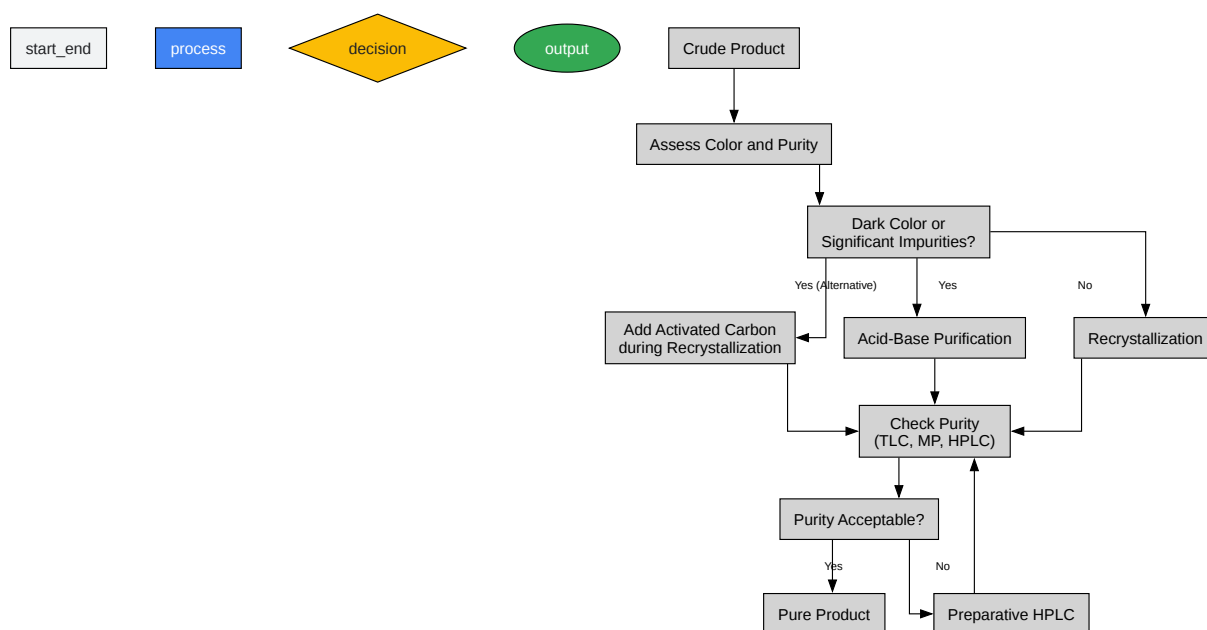 start_end
process
decision
output
Crude Product
Assess Color and Purity
Dark Color or
Significant Impurities?
Yes (Alternative)
Yes
No
Add Activated Carbon
during Recrystallization
Acid-Base Purification
Recrystallization
Check Purity
(TLC, MP, HPLC)
Purity Acceptable?
Yes
No
Pure Product
Preparative HPLC